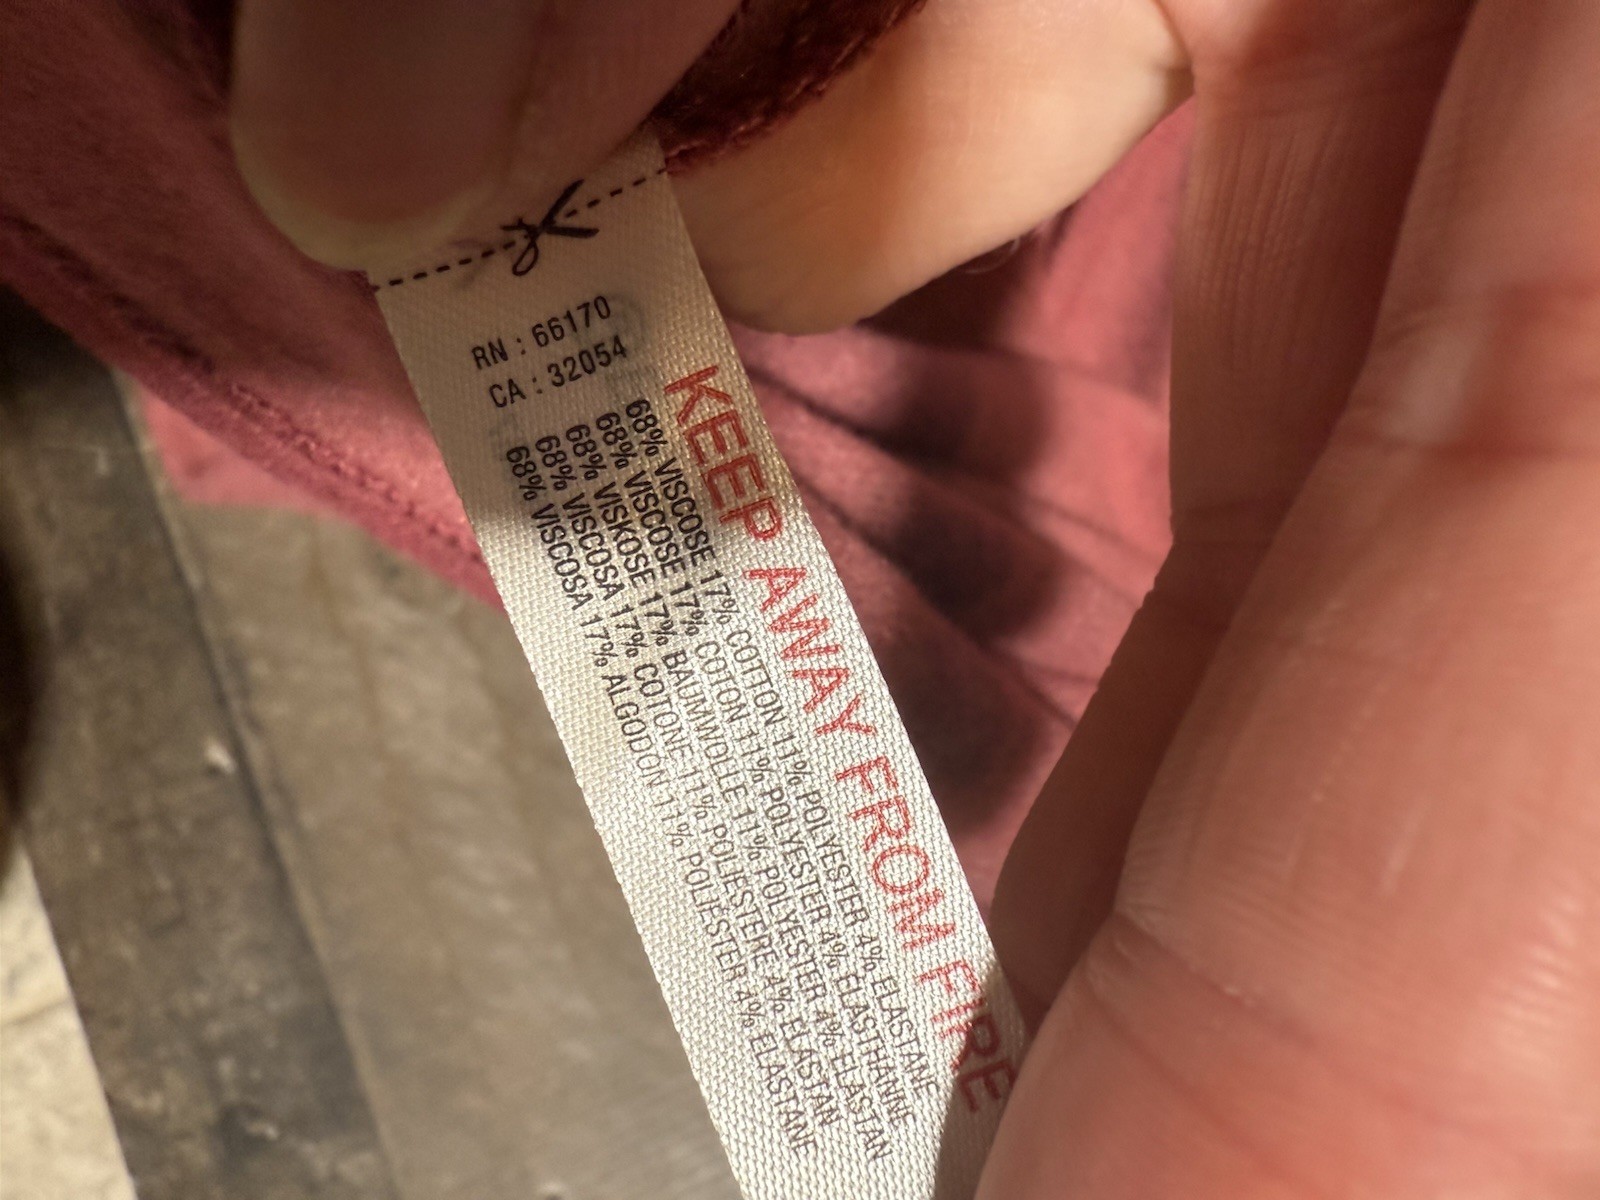 RN : 66170
CA : 32054
KEEP AWAY FROM FIRE
68% VISCOSE 17% COTTON 11% POLYESTER 4% ELASTANE
68% VISCOSE 17% COTON 11% POLYESTER 4% ELASTHANNE
68% VISKOSE 17% BAUMWOLLE 11% POLYESTER 4% ELASTAN
68% VISCOSA 17% COTONE 11% POLIESTERE 4% ELASTAN
68% VISCOSA 17% ALGODON 11% POLIESTER 4% ELASTANE